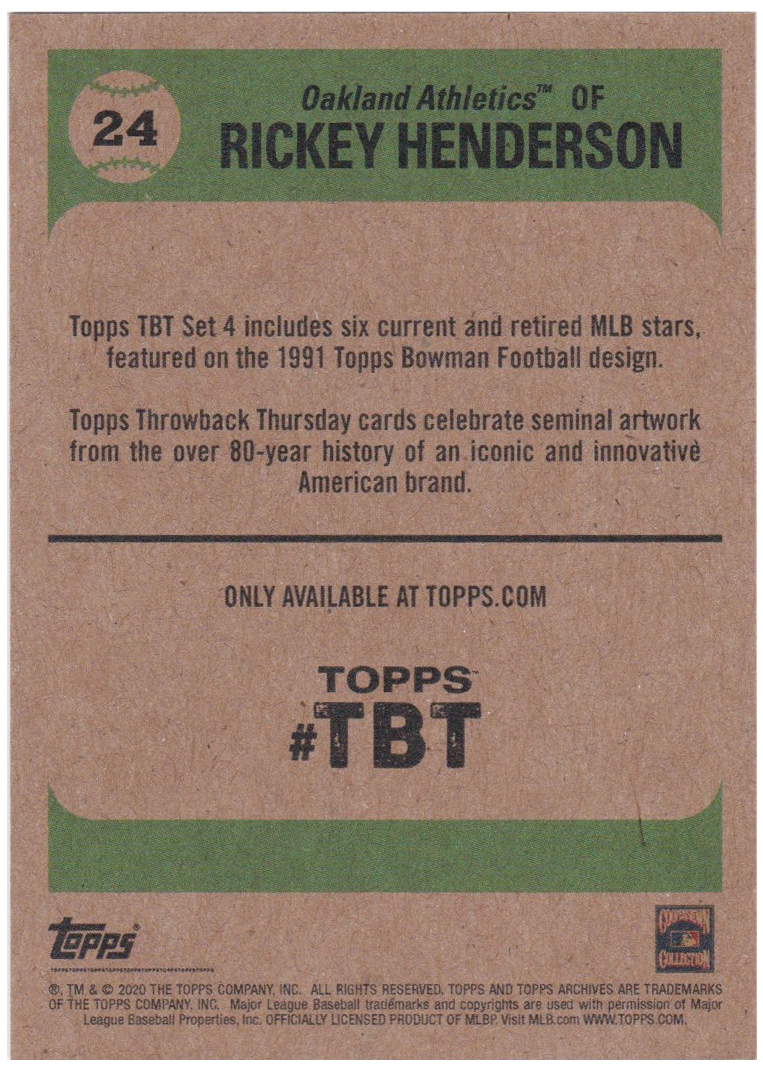 24
Oakland Athletics™ OF
RICKEY HENDERSON
Topps TBT Set 4 includes six current and retired MLB stars,
featured on the 1991 Topps Bowman Football design.
Topps Throwback Thursday cards celebrate seminal artwork
from the over 80-year history of an iconic and innovative
American brand.
ONLY AVAILABLE AT TOPPS.COM
TOPPS™
#TBT
Topps®
COOPERSTOWN
COLLECTION
®, TM & © 2020 THE TOPPS COMPANY, INC. ALL RIGHTS RESERVED. TOPPS AND TOPPS ARCHIVES ARE TRADEMARKS
OF THE TOPPS COMPANY, INC. Major League Baseball trademarks and copyrights are used with permission of Major
League Baseball Properties, Inc. OFFICIALLY LICENSED PRODUCT OF MLBP. Visit MLB.com WWW.TOPPS.COM.